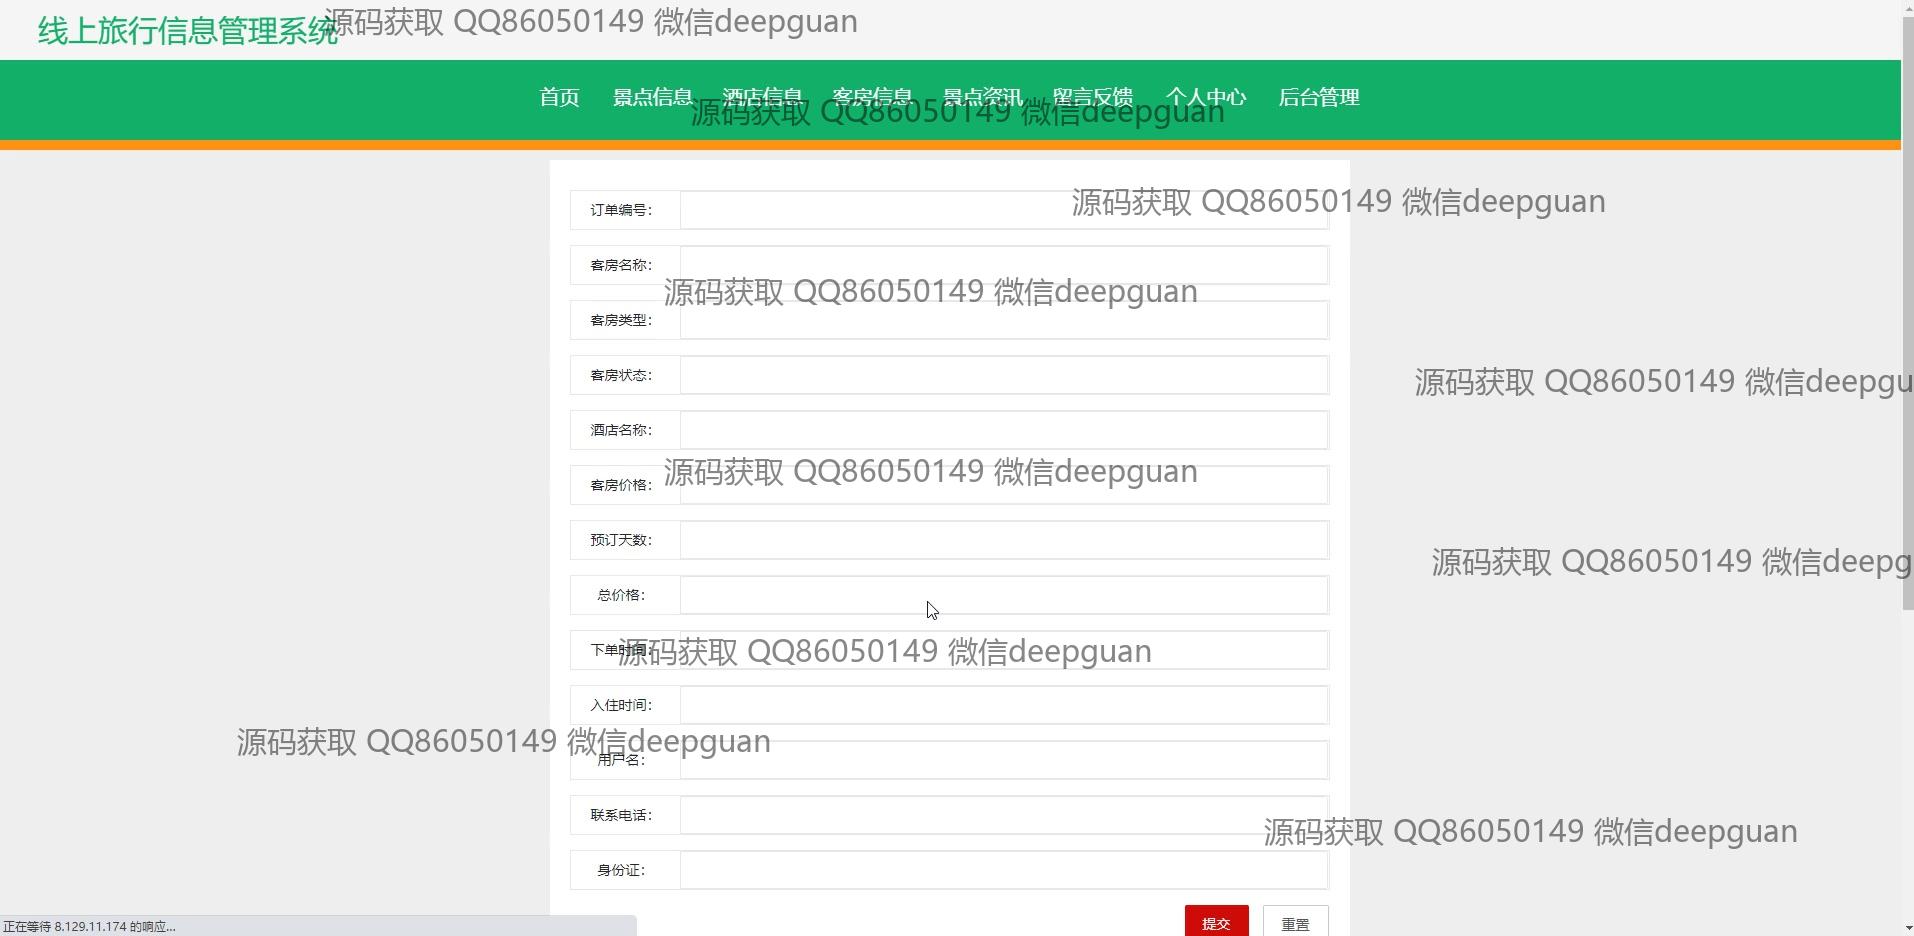 线上旅行信息管理系统
源码获取 QQ86050149 微信deepguan
首页 景点信息 酒店信息 客房信息 景点资讯 留言反馈 个人中心 后台管理
源码获取 QQ86050149 微信deepguan
源码获取 QQ86050149 微信deepguan
订单编号：
客房名称：
源码获取 QQ86050149 微信deepguan
客房类型：
客房状态：
源码获取 QQ86050149 微信deepgu
酒店名称：
源码获取 QQ86050149 微信deepguan
客房价格：
预订天数：
源码获取 QQ86050149 微信deepg
总价格：
下单时间：
源码获取 QQ86050149 微信deepguan
入住时间：
源码获取 QQ86050149 微信deepguan
用户名：
联系电话：
源码获取 QQ86050149 微信deepguan
身份证：
提交 重置
正在等待 8.129.11.174 的响应...